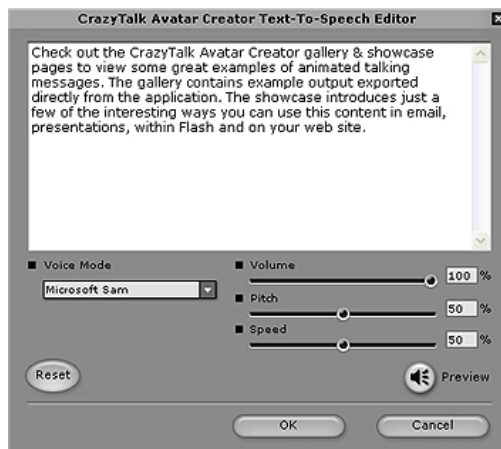 CrazyTalk Avatar Creator Text-To-Speech Editor
Check out the CrazyTalk Avatar Creator gallery & showcase
pages to view some great examples of animated talking
messages. The gallery contains example output exported
directly from the application. The showcase introduces just a
few of the interesting ways you can use this content in email,
presentations, within Flash and on your web site.
Voice Mode
Microsoft Sam
Volume
100 %
Pitch
50 %
Speed
50 %
Reset
Preview
OK
Cancel